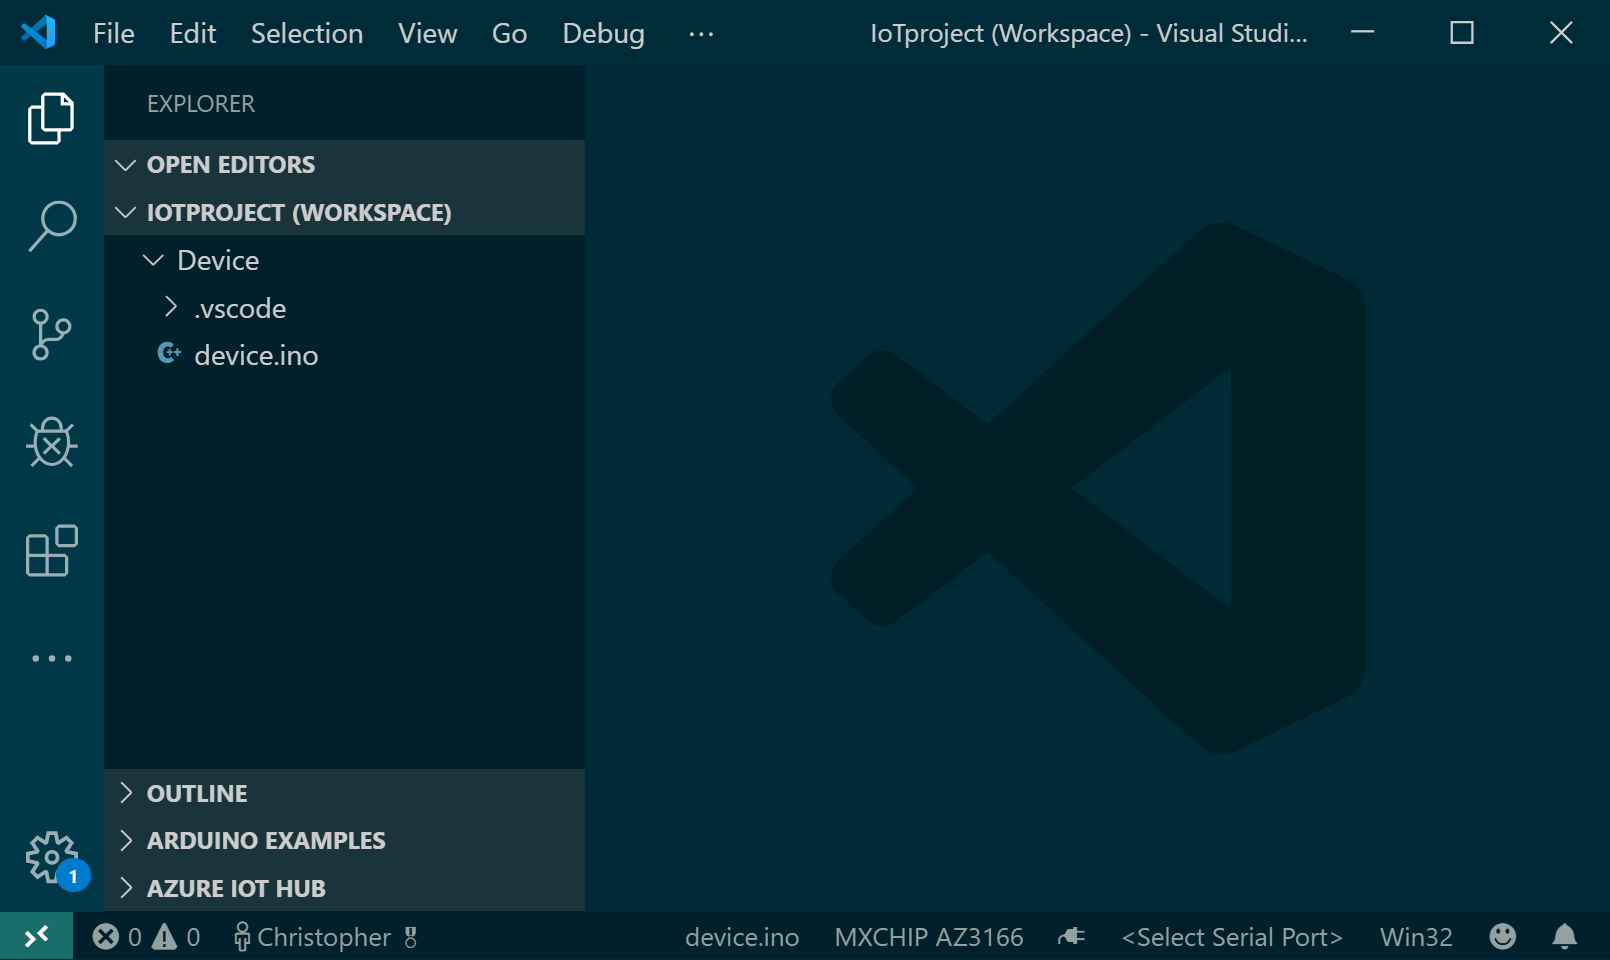 File Edit Selection View Go Debug ··· IoTproject (Workspace) - Visual Studi...
EXPLORER
OPEN EDITORS
IOTPROJECT (WORKSPACE)
Device
.vscode
device.ino
OUTLINE
ARDUINO EXAMPLES
AZURE IOT HUB
1
0 0 Christopher device.ino MXCHIP AZ3166 <Select Serial Port> Win32